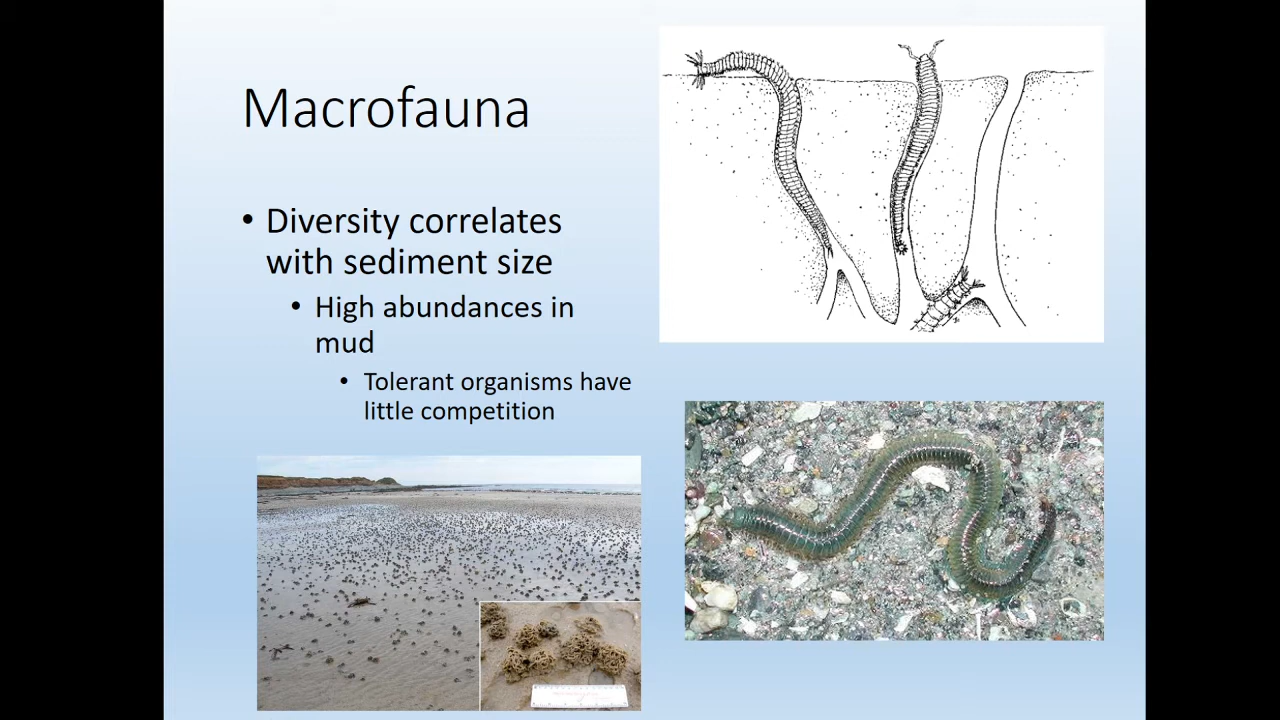 Macrofauna
• Diversity correlates
with sediment size
• High abundances in
mud
• Tolerant organisms have
little competition